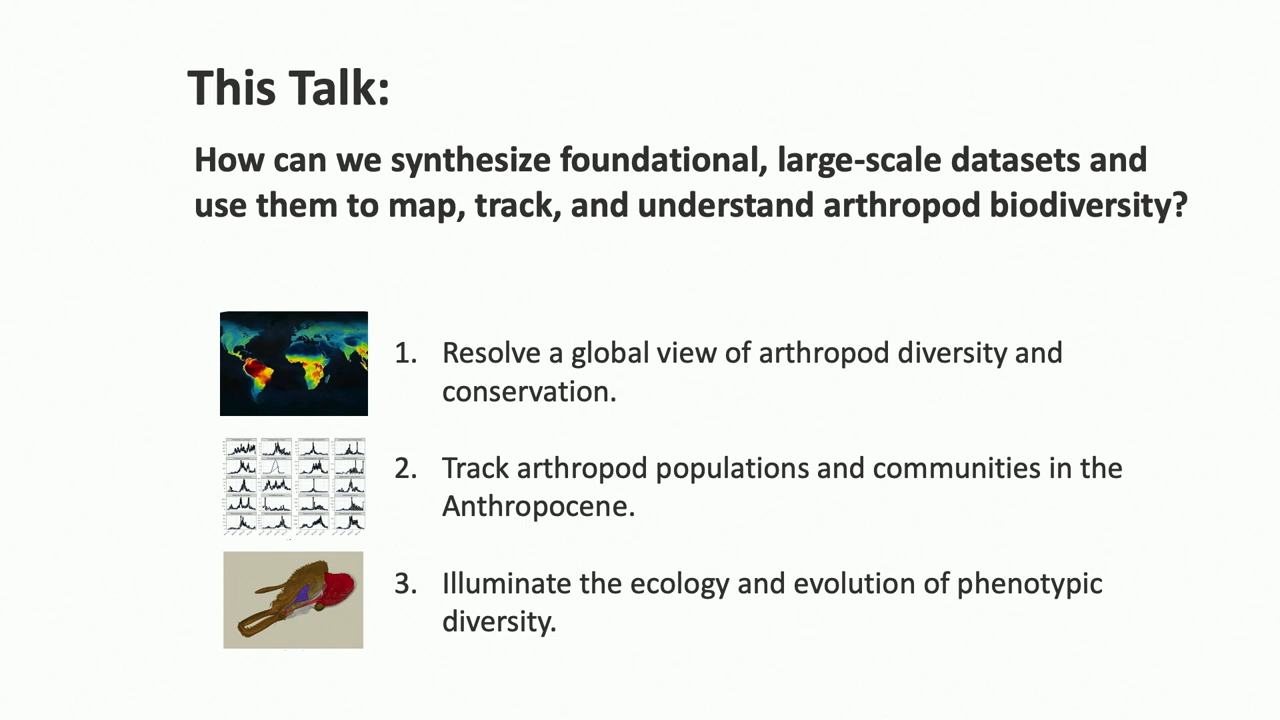 This Talk:
How can we synthesize foundational, large-scale datasets and
use them to map, track, and understand arthropod biodiversity?
1. Resolve a global view of arthropod diversity and
conservation.
2. Track arthropod populations and communities in the
Anthropocene.
3. Illuminate the ecology and evolution of phenotypic
diversity.